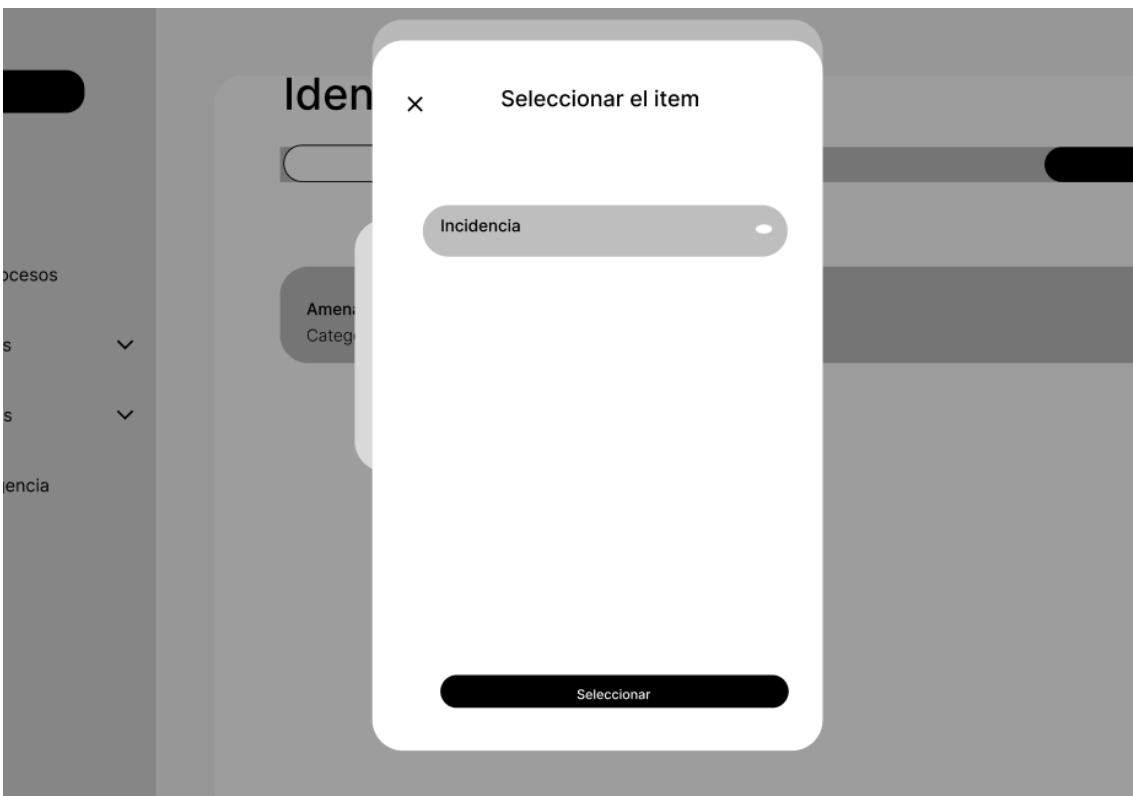 Iden
Seleccionar el item
Incidencia
ocesos
Amen
Categ
s
s
encia
Seleccionar